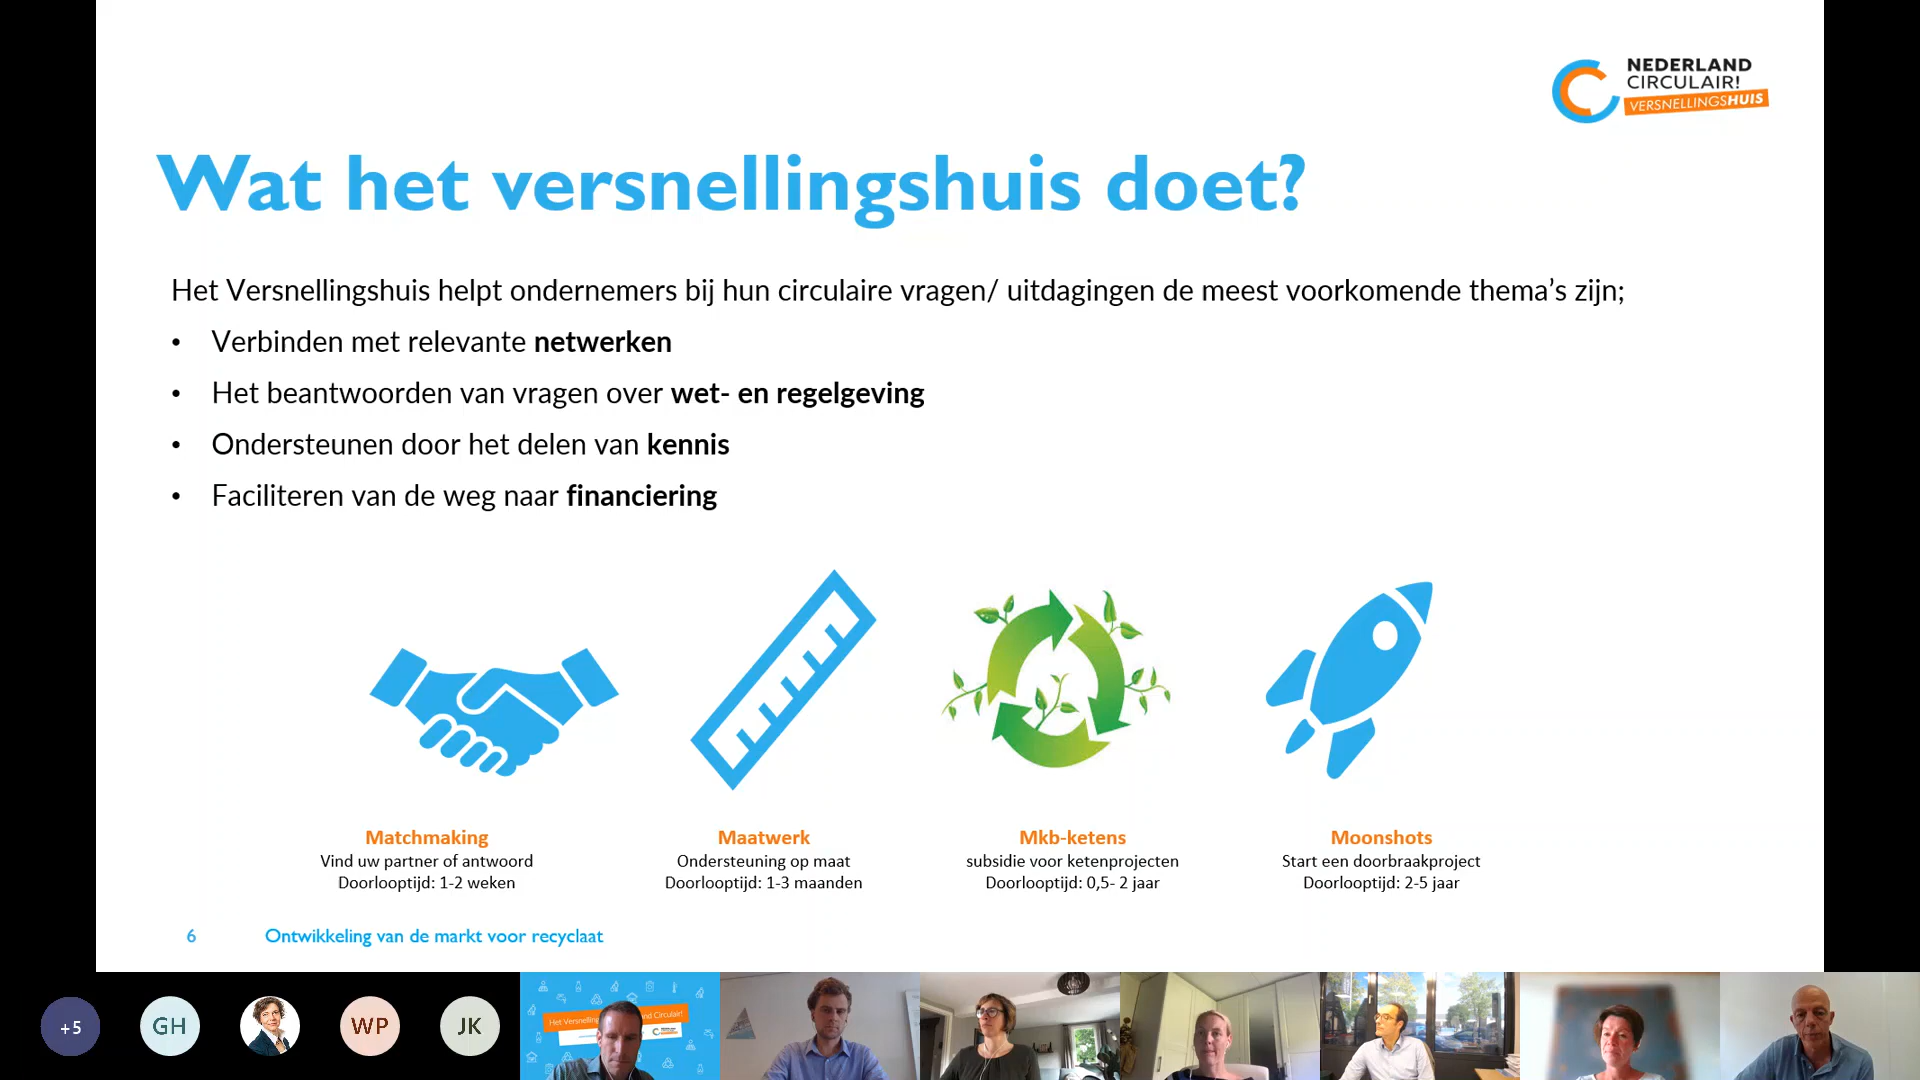 NEDERLAND
CIRCULAIR!
VERSNELLINGSHUIS
Wat het versnellingshuis doet?
Het Versnellingshuis helpt ondernemers bij hun circulaire vragen/ uitdagingen de meest voorkomende thema's zijn;
• Verbinden met relevante netwerken
• Het beantwoorden van vragen over wet- en regelgeving
• Ondersteunen door het delen van kennis
• Faciliteren van de weg naar financiering
Matchmaking
Vind uw partner of antwoord
Doorlooptijd: 1-2 weken
Maatwerk
Ondersteuning op maat
Doorlooptijd: 1-3 maanden
Mkb-ketens
subsidie voor ketenprojecten
Doorlooptijd: 0,5- 2 jaar
Moonshots
Start een doorbraakproject
Doorlooptijd: 2-5 jaar
6 Ontwikkeling van de markt voor recyclaat
+5 GH WP JK
Het Versnelling nd Circulair!